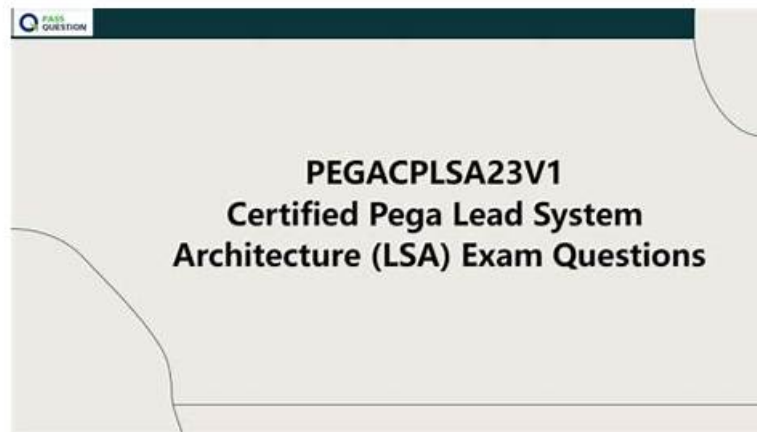 PASS
QUESTION
PEGACPLSA23V1
Certified Pega Lead System
Architecture (LSA) Exam Questions